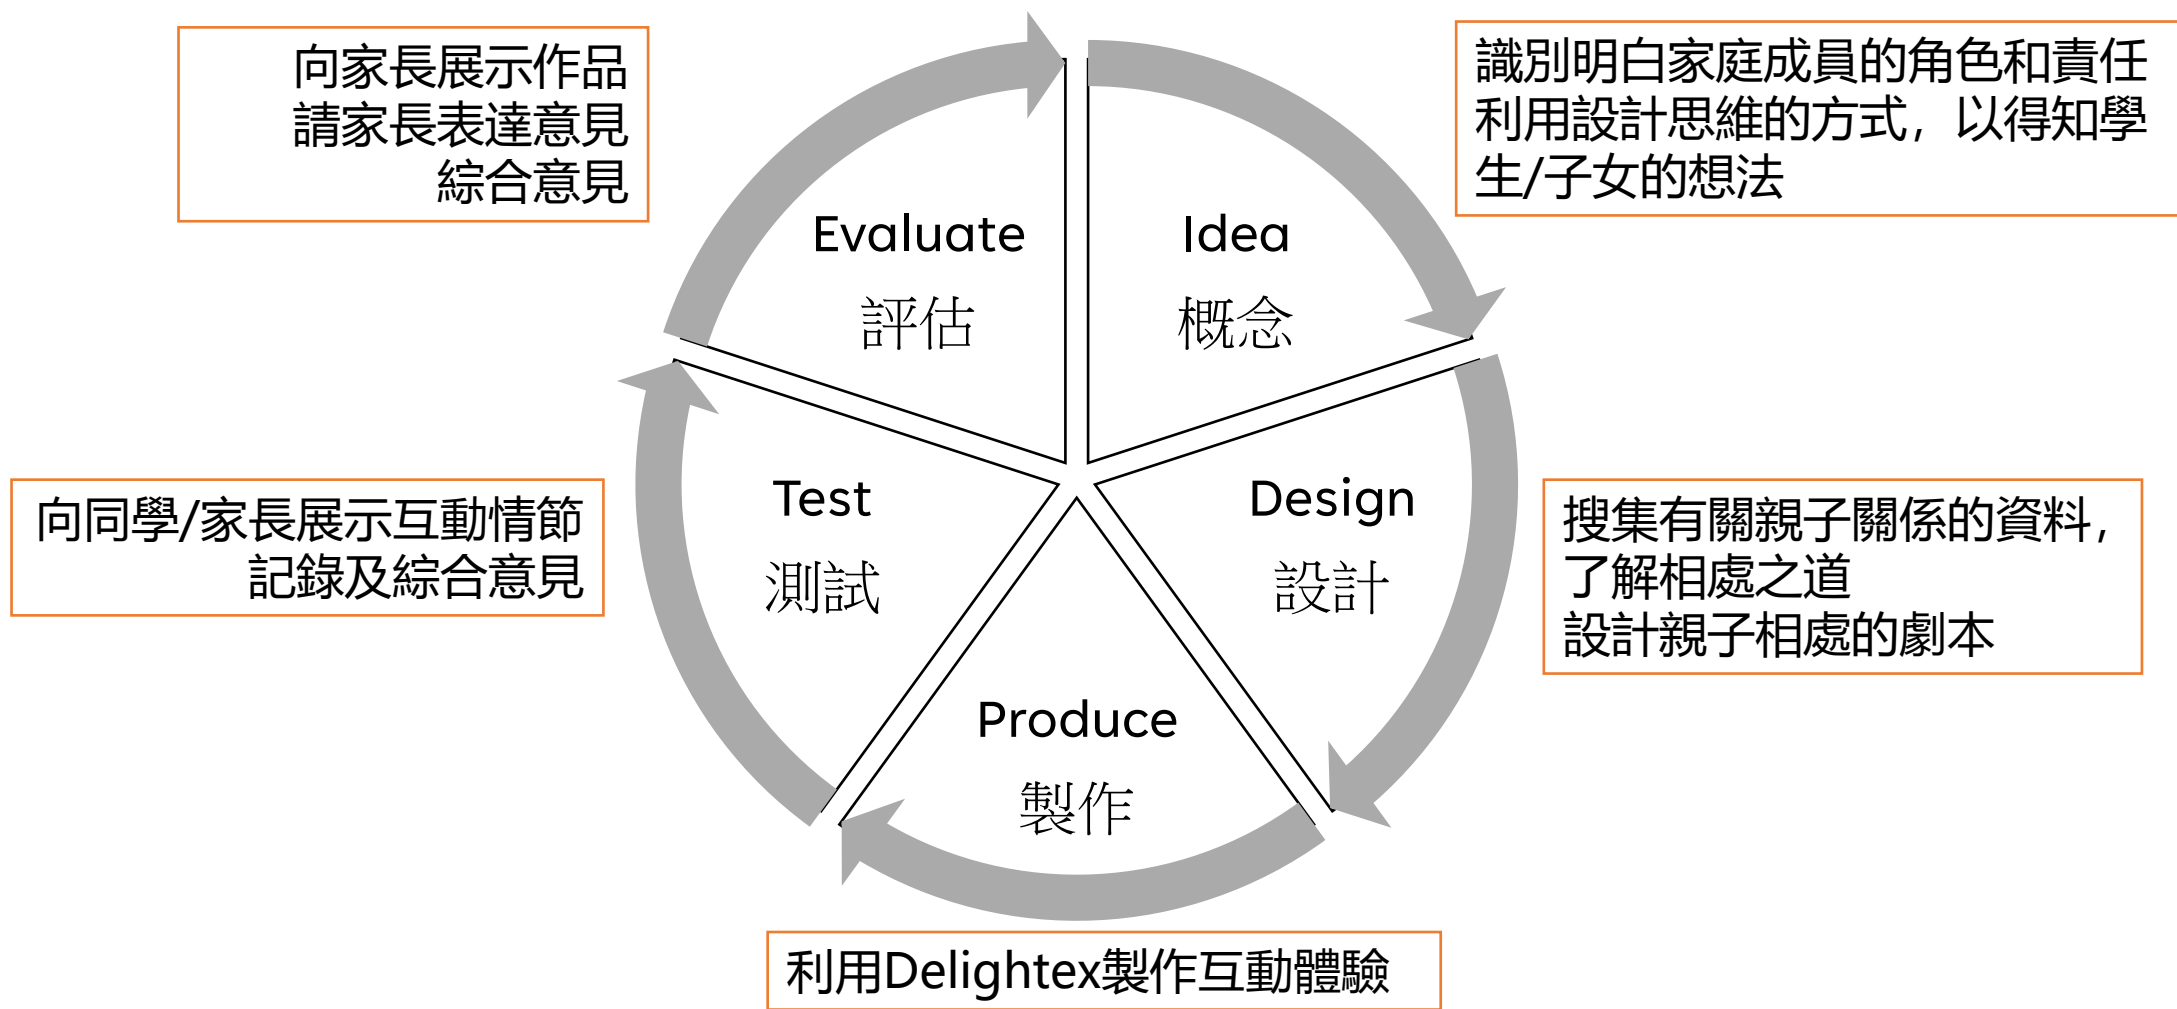 向家長展示作品
請家長表達意見
綜合意見
識別明白家庭成員的角色和責任
利用設計思維的方式，以得知學
生/子女的想法
Evaluate
評估
Idea
概念
向同學/家長展示互動情節
記錄及綜合意見
Test
測試
Design
設計
搜集有關親子關係的資料，
了解相處之道
設計親子相處的劇本
Produce
製作
利用Delightex製作互動體驗